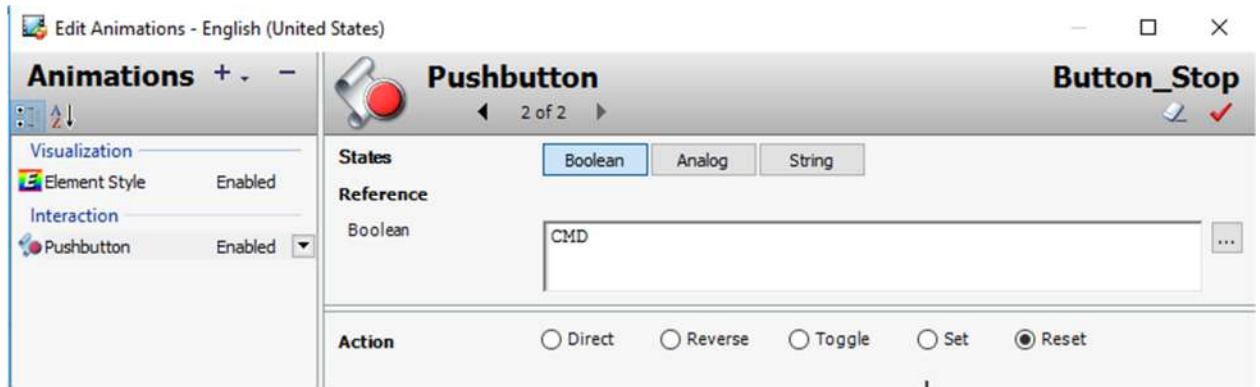 Edit Animations - English (United States)
Animations
Pushbutton
Button_Stop
2 of 2
Visualization
Element Style Enabled
Interaction
Pushbutton Enabled
States Boolean Analog String
Reference
Boolean CMD
...
Action Direct Reverse Toggle Set Reset